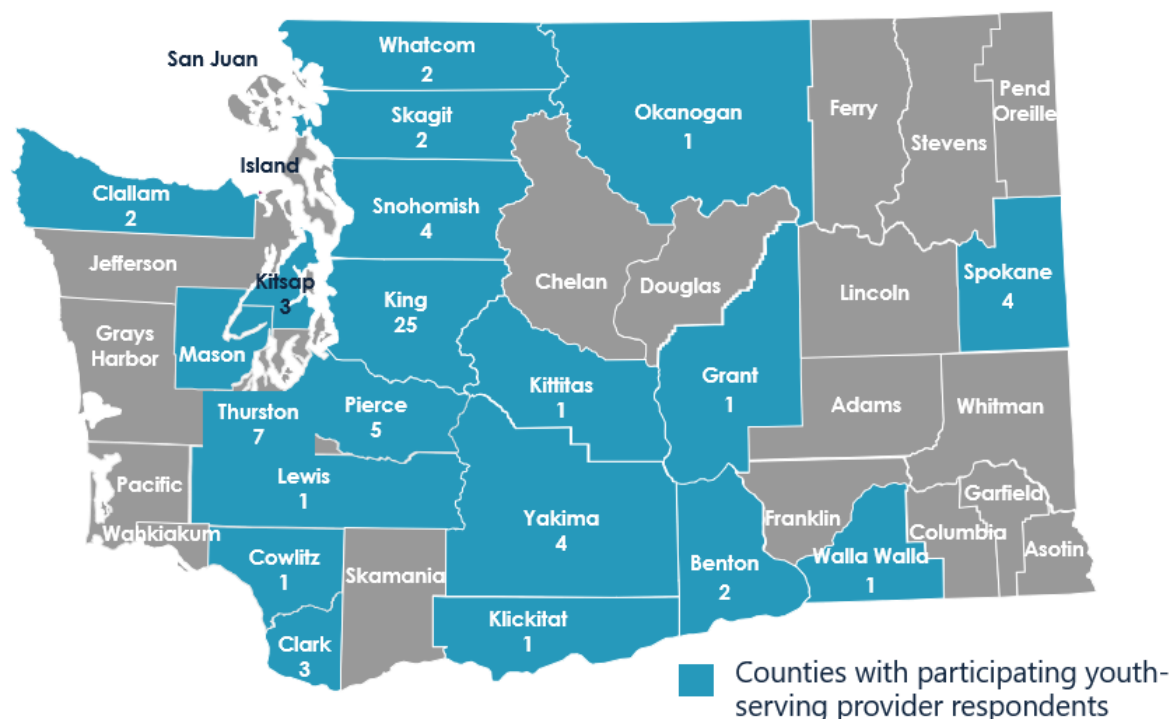 Whatcom
2
San Juan
Skagit
2
Okanogan
1
Ferry
Pend
Oreille
Stevens
Island
Clallam
2
Snohomish
4
Jefferson
Kitsap
3
Chelan
Douglas
Lincoln
Spokane
4
King
25
Grays
Harbor
Mason
Kittitas
1
Grant
1
Adams
Whitman
Thurston
7
Pierce
5
Pacific
Lewis
1
Yakima
4
Franklin
Garfield
Columbia
Asotin
Wahkiakum
Cowlitz
1
Skamania
Benton
2
Walla Walla
1
Klickitat
1
Clark
3
Counties with participating youth-
serving provider respondents